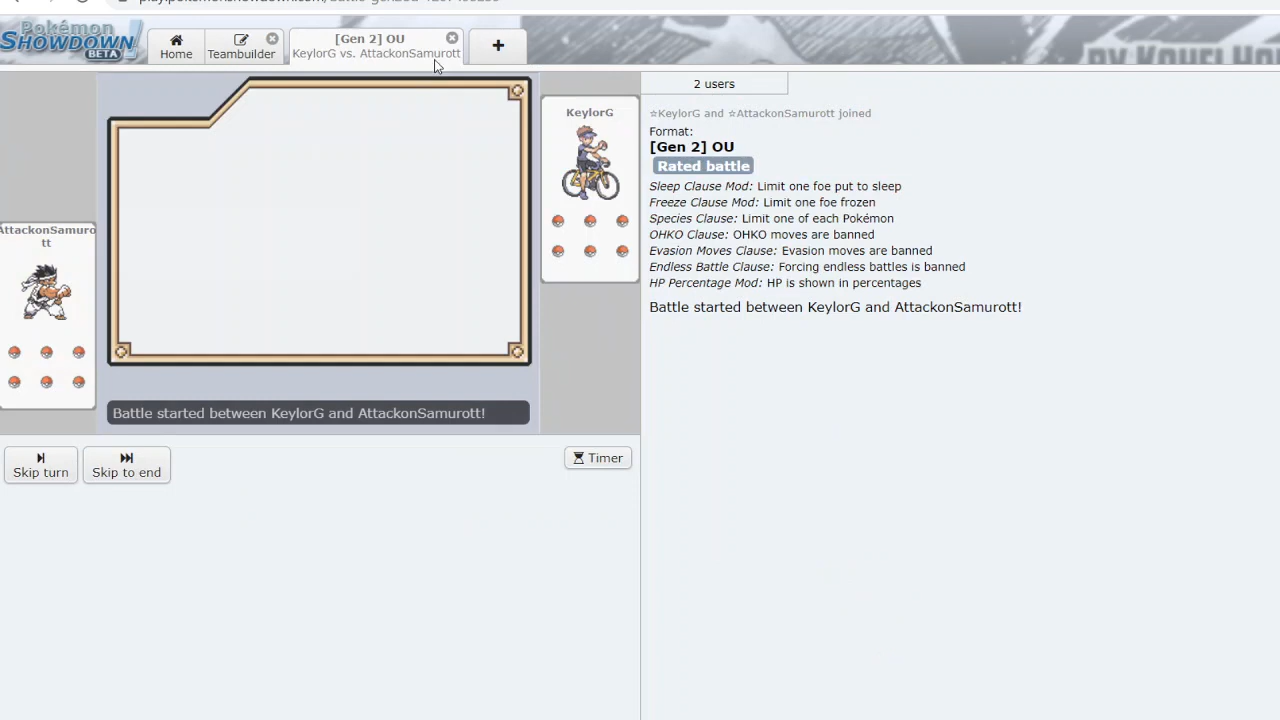 Pokémon
SHOWDOWN
BETA
Home
Teambuilder
[Gen 2] OU
KeylorG vs. AttackonSamurott
+
2 users
☆KeylorG and ☆AttackonSamurott joined
Format:
[Gen 2] OU
Rated battle
Sleep Clause Mod: Limit one foe put to sleep
Freeze Clause Mod: Limit one foe frozen
Species Clause: Limit one of each Pokémon
OHKO Clause: OHKO moves are banned
Evasion Moves Clause: Evasion moves are banned
Endless Battle Clause: Forcing endless battles is banned
HP Percentage Mod: HP is shown in percentages
Battle started between KeylorG and AttackonSamurott!
KeylorG
AttackonSamuro
tt
Battle started between KeylorG and AttackonSamurott!
Skip turn
Skip to end
Timer